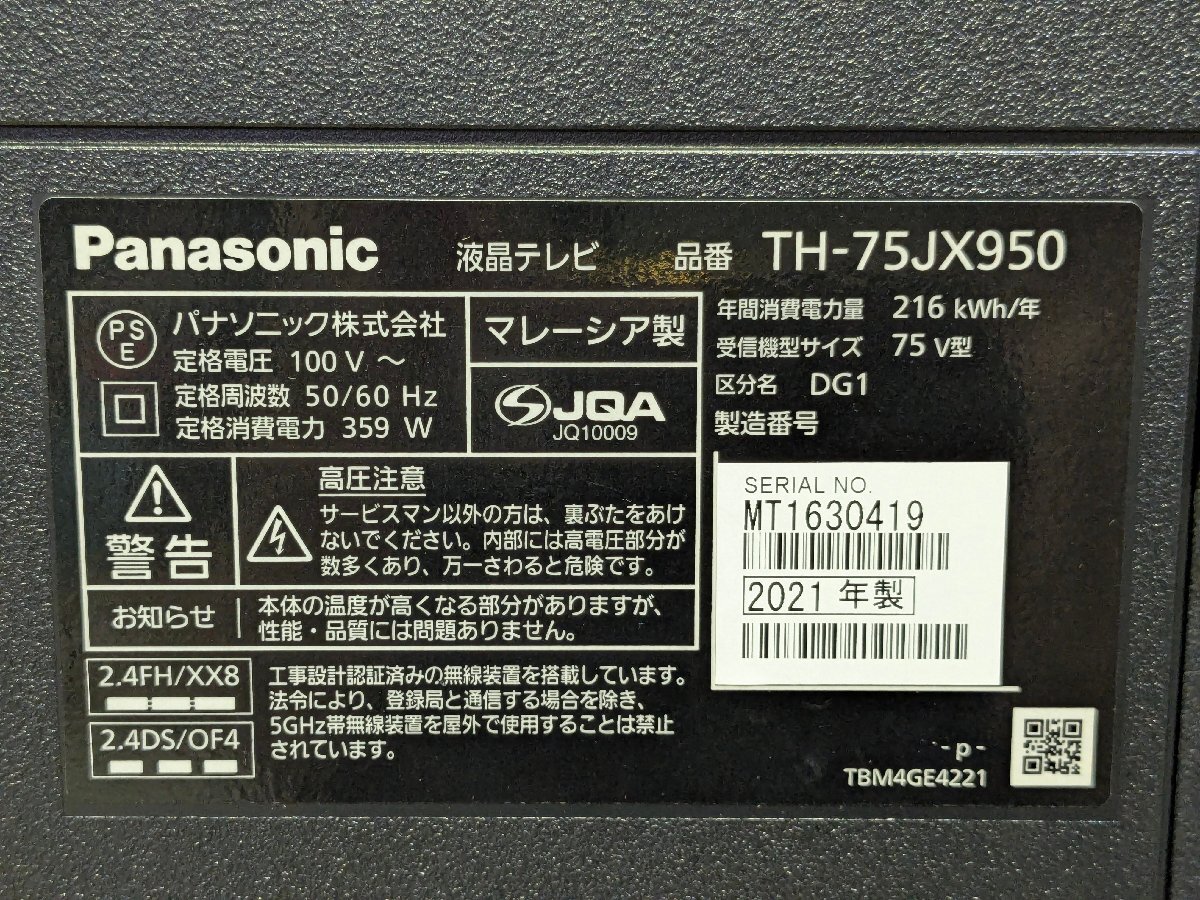 Panasonic 液晶テレビ 品番 TH-75JX950
PS
E
パナソニック株式会社
定格電圧 100 V ～
定格周波数 50/60 Hz
定格消費電力 359 W
マレーシア製
JQA
JQ10009
年間消費電力量 216 kWh/年
受信機型サイズ 75 V型
区分名 DG1
製造番号
SERIAL NO.
MT1630419
2021 年製
警告
高圧注意
サービスマン以外の方は、裏ぶたをあけ
ないでください。内部には高電圧部分が
数多くあり、万一さわると危険です。
お知らせ
本体の温度が高くなる部分がありますが、
性能・品質には問題ありません。
2.4FH/XX8
2.4DS/OF4
工事設計認証済みの無線装置を搭載しています。
法令により、登録局と通信する場合を除き、
5GHz帯無線装置を屋外で使用することは禁止
されています。
-p-
TBM4GE4221